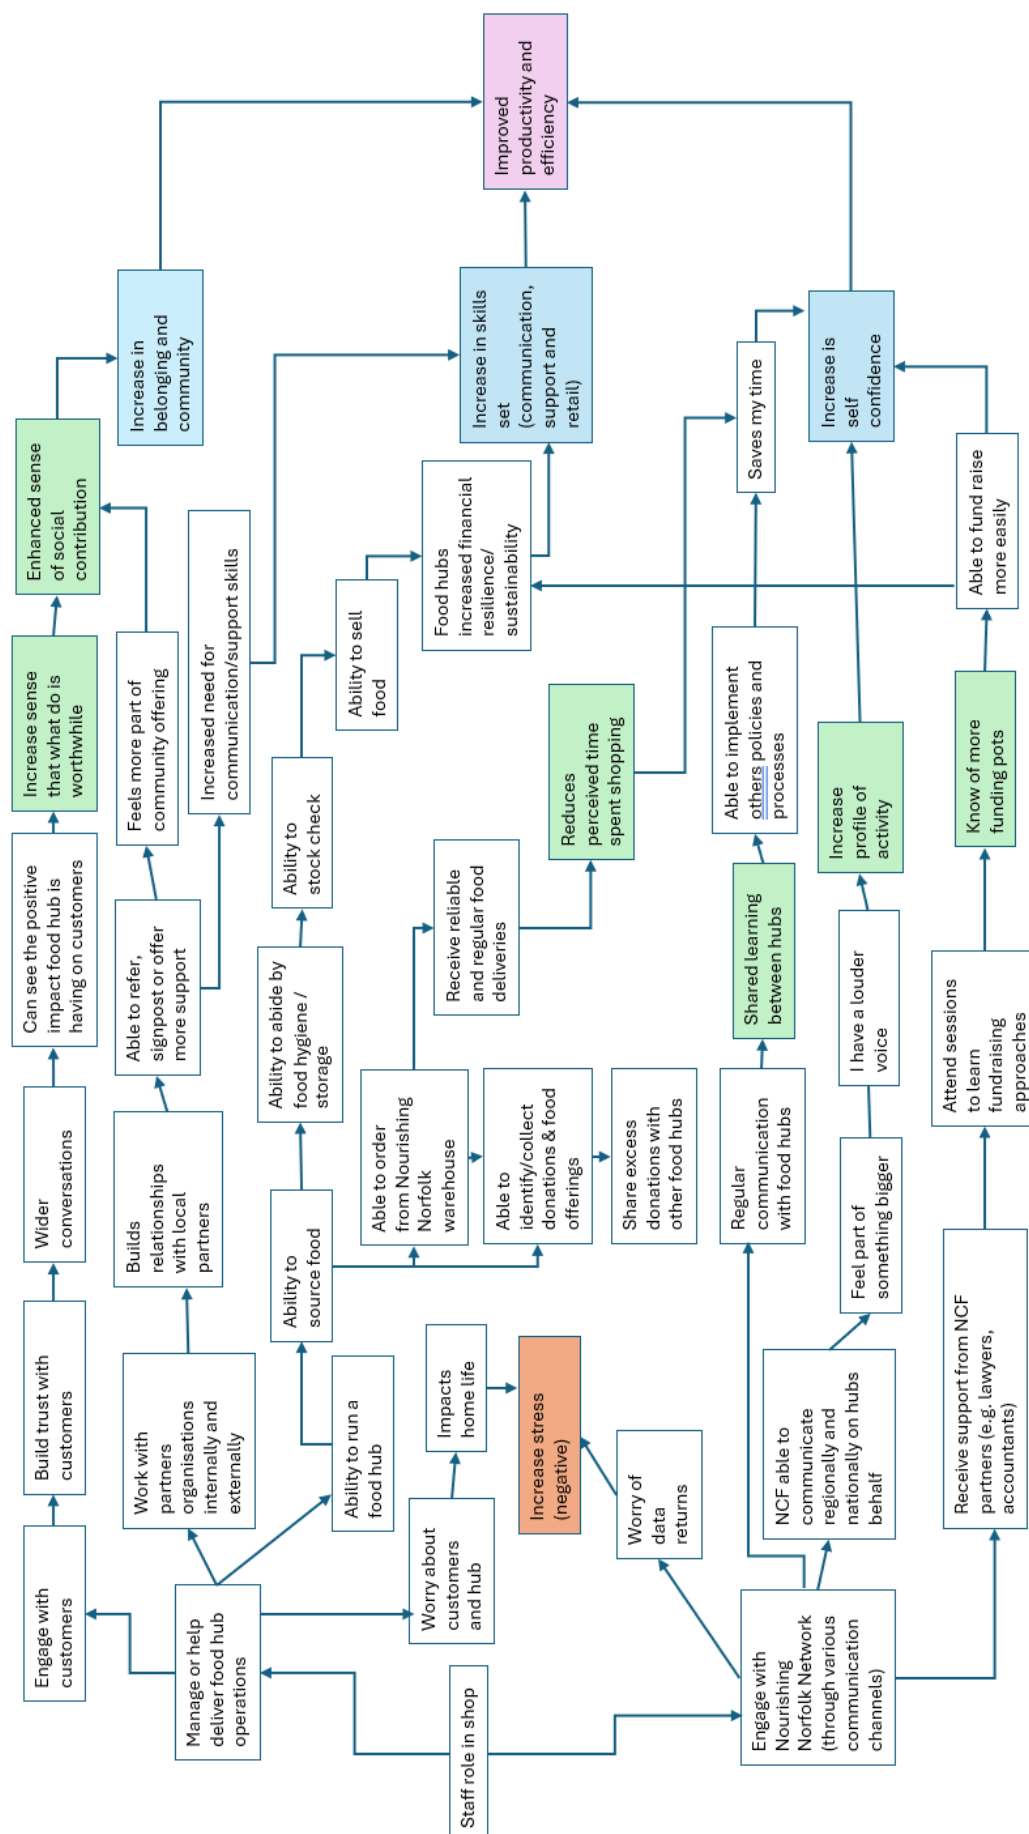 Staff role in shop
Manage or help
deliver food hub
operations
Engage with
Nourishing
Norfolk Network
(through various
communication
channels)
Engage with
customers
Build trust with
customers
Wider
conversations
Can see the positive
impact food hub is
having on customers
Increase sense
that what do is
worthwhile
Enhanced sense
of social
contribution
Increase in
belonging and
community
Work with
partners
organisations
internally and
externally
Builds
relationships
with local
partners
Able to refer,
signpost or offer
more support
Feels more part of
community offering
Increased need for
communication/support skills
Ability to run a
food hub
Ability to
source food
Ability to abide by
food hygiene /
storage
Ability to
stock check
Ability to sell
food
Food hubs
increased financial
resilience/
sustainability
Increase in skills
set
(communication,
support and
retail)
Improved
productivity and
efficiency
Worry about
customers
and hub
Impacts
home life
Increase stress
(negative)
Able to order
from Nourishing
Norfolk
warehouse
Able to
identify/collect
donations & food
offerings
Share excess
donations with
other food hubs
Receive reliable
and regular food
deliveries
Reduces
perceived time
spent shopping
Saves my time
Worry of
data
returns
Regular
communication
with food hubs
Shared learning
between hubs
Able to implement
others policies and
processes
NCF able to
communicate
regionally and
nationally on hubs
behalf
Feel part of
something bigger
I have a louder
voice
Increase
profile of
activity
Increase is
self
confidence
Receive support from NCF
partners (e.g. lawyers,
accountants)
Attend sessions
to learn
fundraising
approaches
Know of more
funding pots
Able to fund raise
more easily